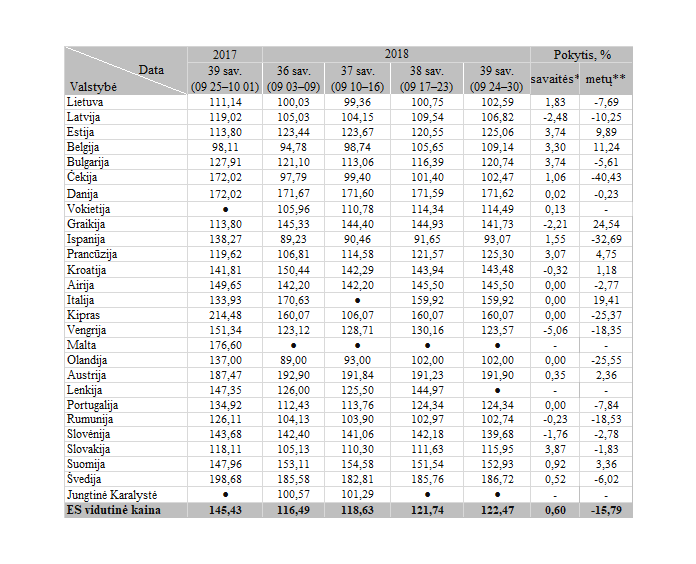 Data 2017 2018 Pokytis, %
Valstybė 39 sav. (09 25–10 01) 36 sav. (09 03–09) 37 sav. (09 10–16) 38 sav. (09 17–23) 39 sav. (09 24–30) savaitės* metų**
Lietuva 111,14 100,03 99,36 100,75 102,59 1,83 -7,69
Latvija 119,02 105,03 104,15 109,54 106,82 -2,48 -10,25
Estija 113,80 123,44 123,67 120,55 125,06 3,74 9,89
Belgija 98,11 94,78 98,74 105,65 109,14 3,30 11,24
Bulgarija 127,91 121,10 113,06 116,39 120,74 3,74 -5,61
Čekija 172,02 97,79 99,40 101,40 102,47 1,06 -40,43
Danija 172,02 171,67 171,60 171,59 171,62 0,02 -0,23
Vokietija ● 105,96 110,78 114,34 114,49 0,13 -
Graikija 113,80 145,33 144,40 144,93 141,73 -2,21 24,54
Ispanija 138,27 89,23 90,46 91,65 93,07 1,55 -32,69
Prancūzija 119,62 106,81 114,58 121,57 125,30 3,07 4,75
Kroatija 141,81 150,44 142,29 143,94 143,48 -0,32 1,18
Airija 149,65 142,20 142,20 145,50 145,50 0,00 -2,77
Italija 133,93 170,63 ● 159,92 159,92 0,00 19,41
Kipras 214,48 160,07 106,07 160,07 160,07 0,00 -25,37
Vengrija 151,34 123,12 128,71 130,16 123,57 -5,06 -18,35
Malta 176,60 ● ● ● ● - -
Olandija 137,00 89,00 93,00 102,00 102,00 0,00 -25,55
Austrija 187,47 192,90 191,84 191,23 191,90 0,35 2,36
Lenkija 147,35 126,00 125,50 144,97 ● - -
Portugalija 134,92 112,43 113,76 124,34 124,34 0,00 -7,84
Rumunija 126,11 104,13 103,90 102,97 102,74 -0,23 -18,53
Slovėnija 143,68 142,40 141,06 142,18 139,68 -1,76 -2,78
Slovakija 118,11 105,13 110,30 111,63 115,95 3,87 -1,83
Suomija 147,96 153,11 154,58 151,54 152,93 0,92 3,36
Švedija 198,68 185,58 182,81 185,76 186,72 0,52 -6,02
Jungtinė Karalystė ● 100,57 101,29 ● ● - -
ES vidutinė kaina 145,43 116,49 118,63 121,74 122,47 0,60 -15,79